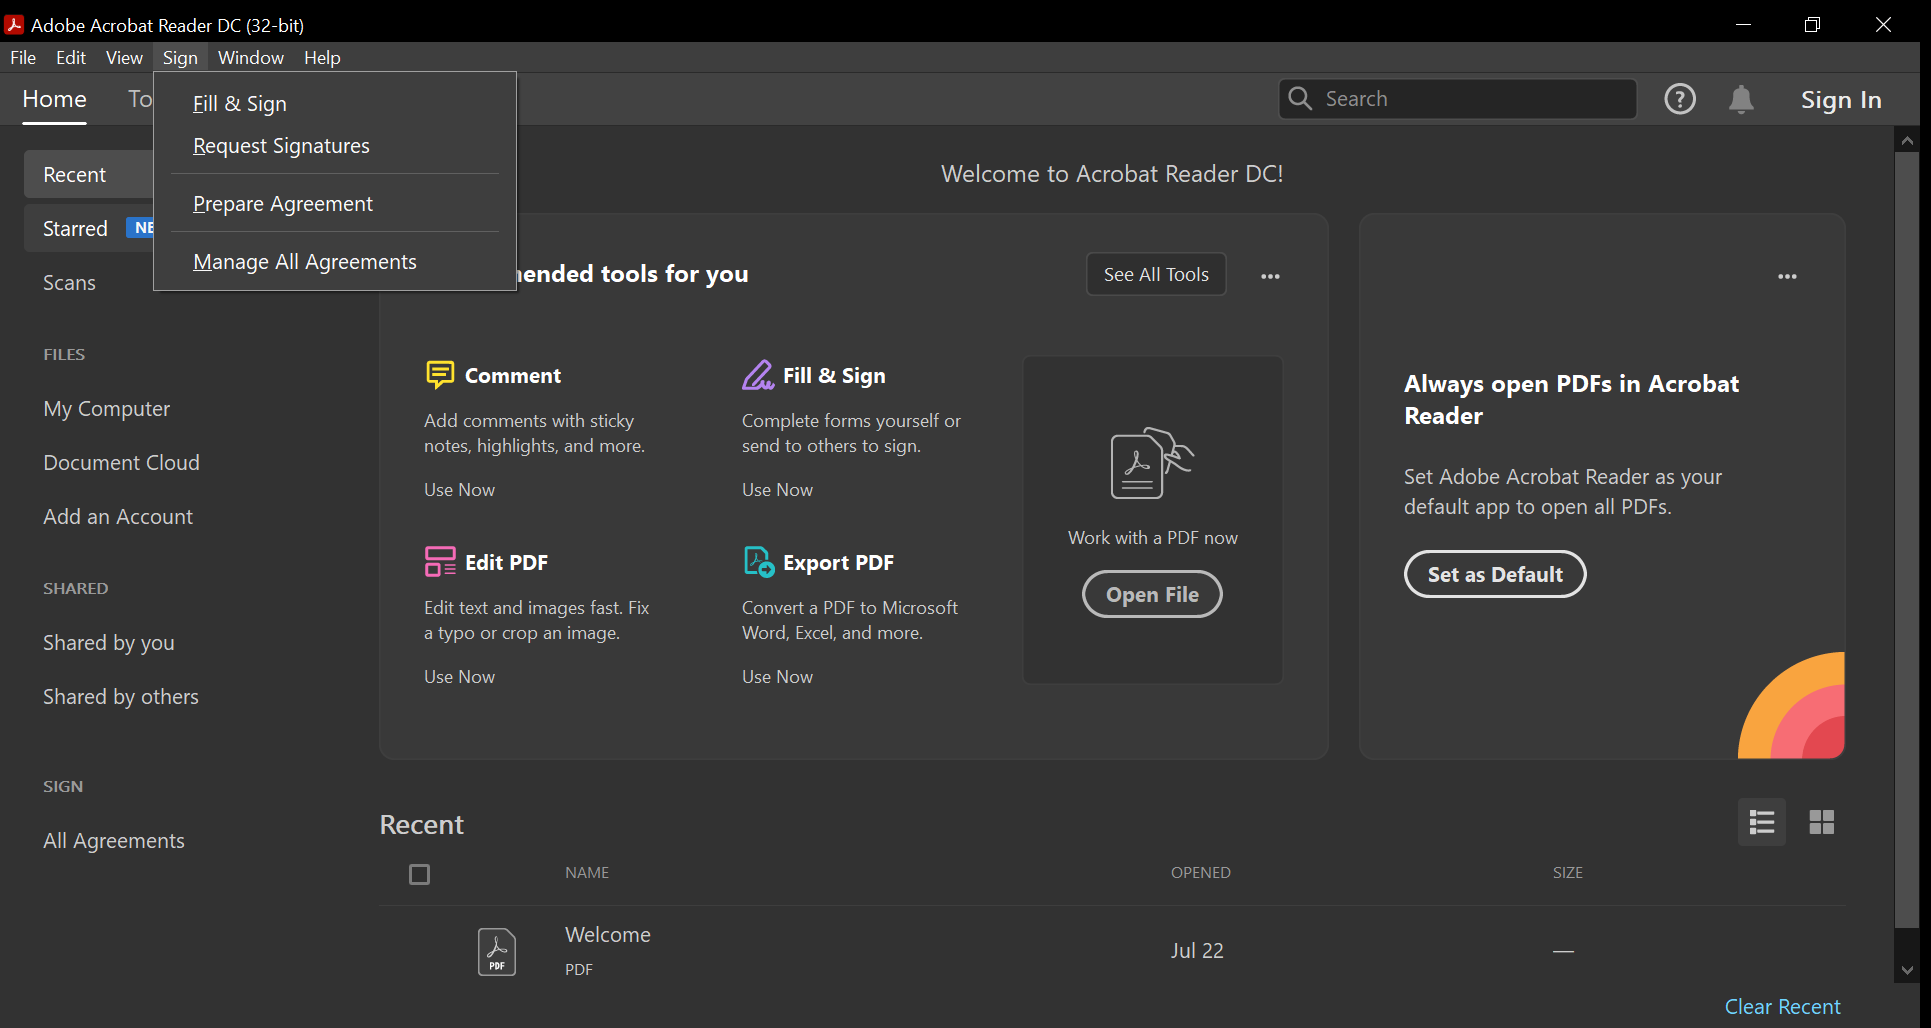 Adobe Acrobat Reader DC (32-bit)
File Edit View Sign Window Help
Home To
Search
?
Sign In
Fill & Sign
Request Signatures
Prepare Agreement
Manage All Agreements
Recent
Starred NE
Scans
FILES
My Computer
Document Cloud
Add an Account
SHARED
Shared by you
Shared by others
SIGN
All Agreements
Welcome to Acrobat Reader DC!
ended tools for you
See All Tools
Comment
Add comments with sticky
notes, highlights, and more.
Use Now
Fill & Sign
Complete forms yourself or
send to others to sign.
Use Now
Edit PDF
Edit text and images fast. Fix
a typo or crop an image.
Use Now
Export PDF
Convert a PDF to Microsoft
Word, Excel, and more.
Use Now
Work with a PDF now
Open File
Always open PDFs in Acrobat
Reader
Set Adobe Acrobat Reader as your
default app to open all PDFs.
Set as Default
Recent
NAME OPENED SIZE
PDF
Welcome
PDF
Jul 22 —
Clear Recent